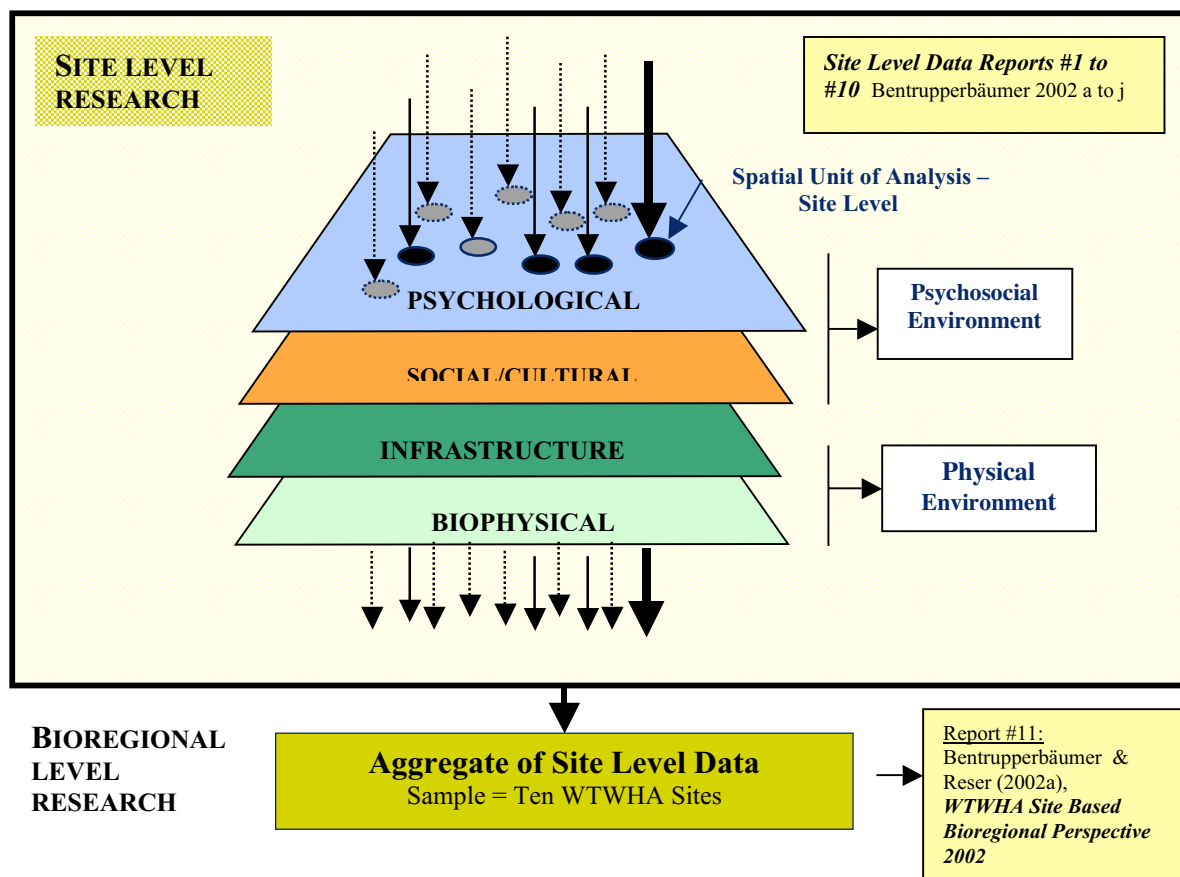 SITE LEVEL
RESEARCH
Site Level Data Reports #1 to
#10 Bentrupperbäumer 2002 a to j
Spatial Unit of Analysis –
Site Level
PSYCHOLOGICAL
Psychosocial
Environment
SOCIAL/CULTURAL
INFRASTRUCTURE
Physical
Environment
BIOPHYSICAL
BIOREGIONAL
LEVEL
RESEARCH
Aggregate of Site Level Data
Sample = Ten WTWHA Sites
Report #11:
Bentrupperbäumer &
Reser (2002a),
WTWHA Site Based
Bioregional Perspective
2002